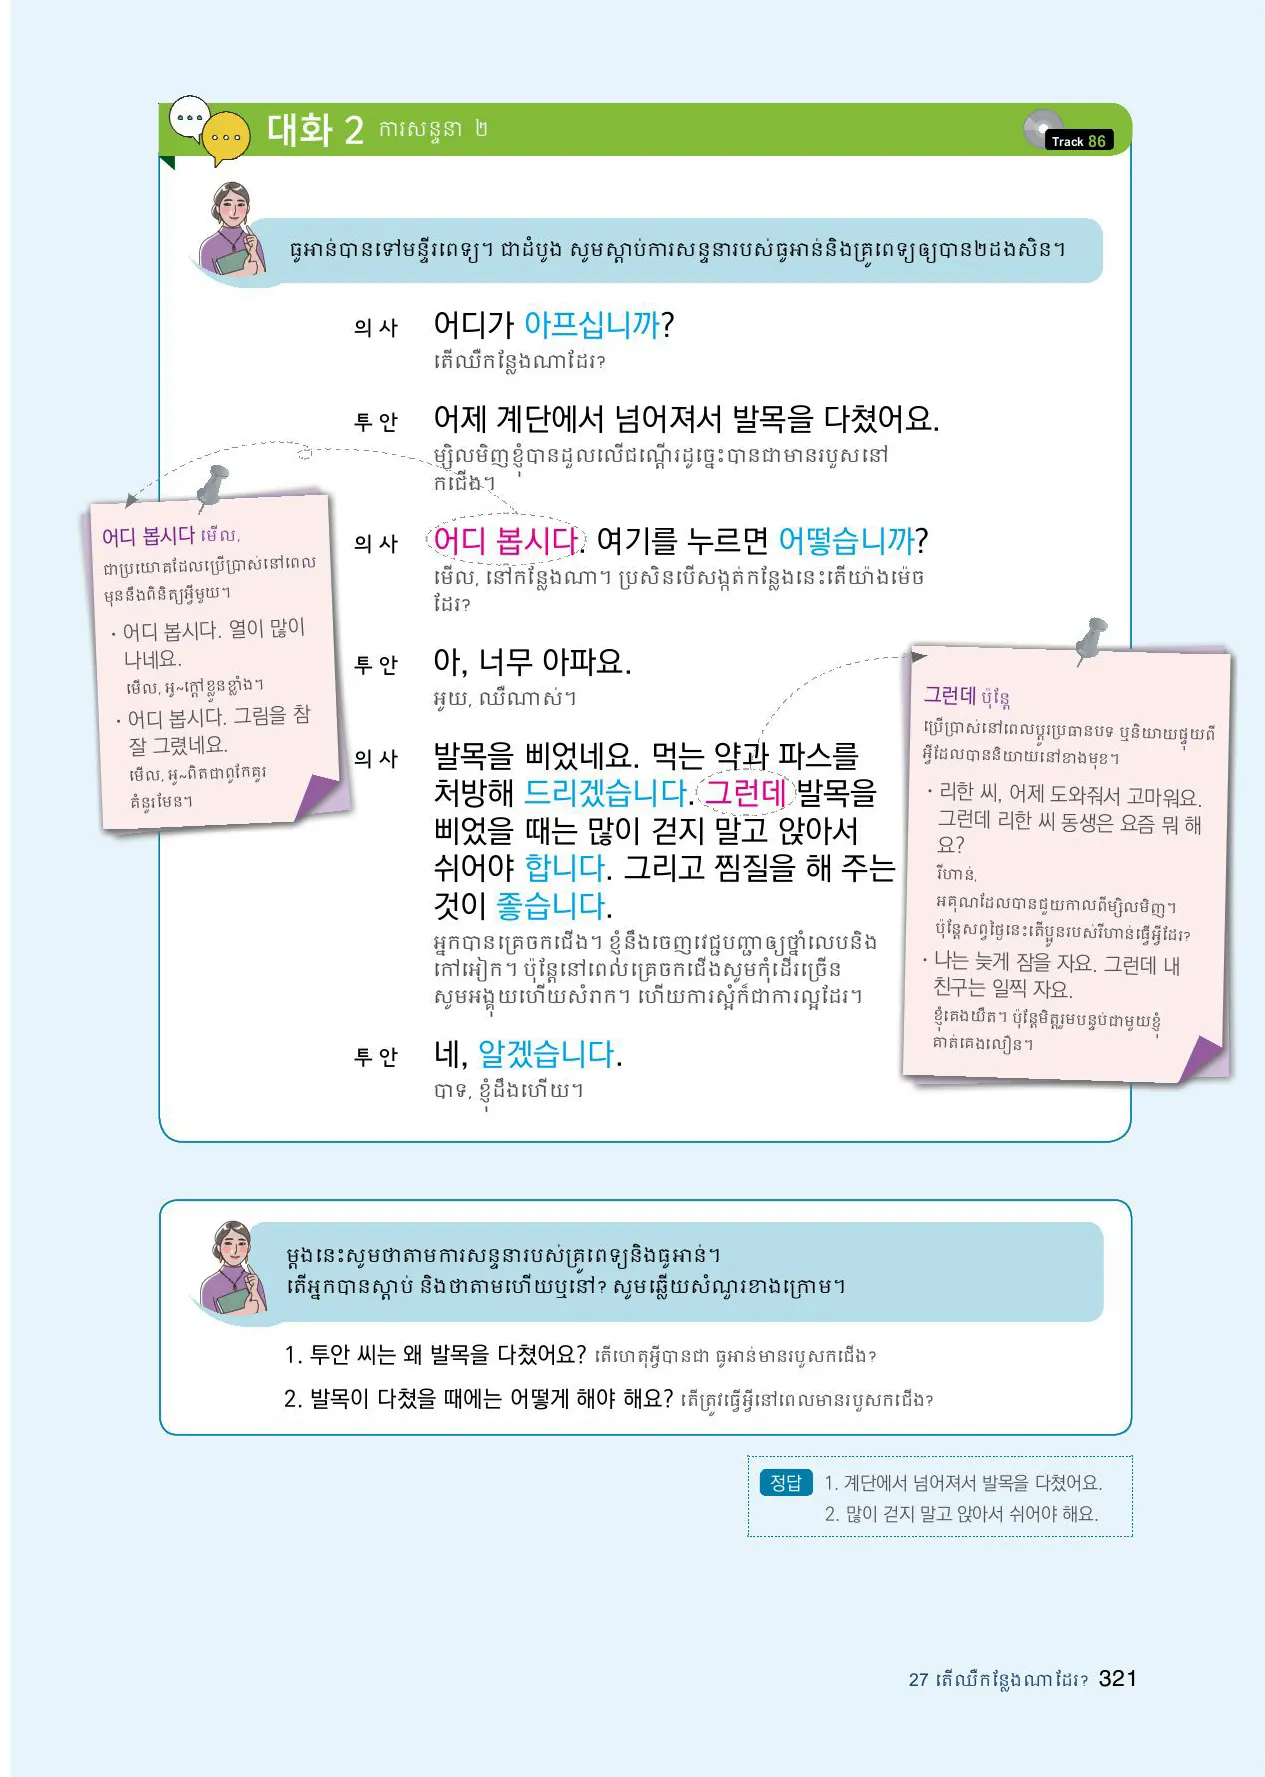 대화 2 ការសន្ទនា ២
Track 86
ធូអាន់បានទៅមន្ទីរពេទ្យ។ ជាដំបូង សូមស្តាប់ការសន្ទនារបស់ធូអាន់និងគ្រូពេទ្យឲ្យបាន២ដងសិន។
의 사 어디가 아프십니까?
តើឈឺកន្លែងណាដែរ?
투 안 어제 계단에서 넘어져서 발목을 다쳤어요.
ម្សិលមិញខ្ញុំបានដួលលើជណ្តើរដូច្នេះបានជាមានរបួសនៅ
កជើង។
의 사 어디 봅시다. 여기를 누르면 어떻습니까?
មើល, នៅកន្លែងណា។ ប្រសិនបើសង្កត់កន្លែងនេះតើយ៉ាងម៉េច
ដែរ?
투 안 아, 너무 아파요.
អូយ, ឈឺណាស់។
의 사 발목을 삐었네요. 먹는 약과 파스를
처방해 드리겠습니다. 그런데 발목을
삐었을 때는 많이 걷지 말고 앉아서
쉬어야 합니다. 그리고 찜질을 해 주는
것이 좋습니다.
អ្នកបានគ្រេចកជើង។ ខ្ញុំនឹងចេញវេជ្ជបញ្ជាឲ្យថ្នាំលេបនិង
កៅអៀក។ ប៉ុន្តែនៅពេលគ្រេចកជើងសូមកុំដើរច្រើន
សូមអង្គុយហើយសំរាក។ ហើយការស្អំក៏ជាការល្អដែរ។
투 안 네, 알겠습니다.
បាទ, ខ្ញុំដឹងហើយ។
어디 봅시다 មើល,
ជាប្រយោគដែលប្រើប្រាស់នៅពេល
មុននឹងពិនិត្យអ្វីមួយ។
· 어디 봅시다. 열이 많이
나네요.
មើល, អូ~ក្តៅខ្លួនខ្លាំង។
· 어디 봅시다. 그림을 참
잘 그렸네요.
មើល, អូ~ពិតជាពូកែគូរ
គំនូរមែន។
그런데 ប៉ុន្តែ
ប្រើប្រាស់នៅពេលប្តូរប្រធានបទ ឬនិយាយផ្ទុយពី
អ្វីដែលបាននិយាយនៅខាងមុខ។
· 리한 씨, 어제 도와줘서 고마워요.
그런데 리한 씨 동생은 요즘 뭐 해
요?
រីហាន់,
អគុណដែលបានជួយកាលពីម្សិលមិញ។
ប៉ុន្តែសព្វថ្ងៃនេះតើប្អូនរបស់រីហាន់ធ្វើអ្វីដែរ?
· 나는 늦게 잠을 자요. 그런데 내
친구는 일찍 자요.
ខ្ញុំគេងយឺត។ ប៉ុន្តែមិត្តរួមបន្ទប់ជាមួយខ្ញុំ
គាត់គេងលឿន។
ម្តងនេះសូមថាតាមការសន្ទនារបស់គ្រូពេទ្យនិងធូអាន់។
តើអ្នកបានស្តាប់ និងថាតាមហើយឬនៅ? សូមឆ្លើយសំណួរខាងក្រោម។
1. 투안 씨는 왜 발목을 다쳤어요? តើហេតុអ្វីបានជា ធូអាន់មានរបួសកជើង?
2. 발목이 다쳤을 때에는 어떻게 해야 해요? តើត្រូវធ្វើអ្វីនៅពេលមានរបួសកជើង?
정답 1. 계단에서 넘어져서 발목을 다쳤어요.
2. 많이 걷지 말고 앉아서 쉬어야 해요.
27 តើឈឺកន្លែងណាដែរ? 321